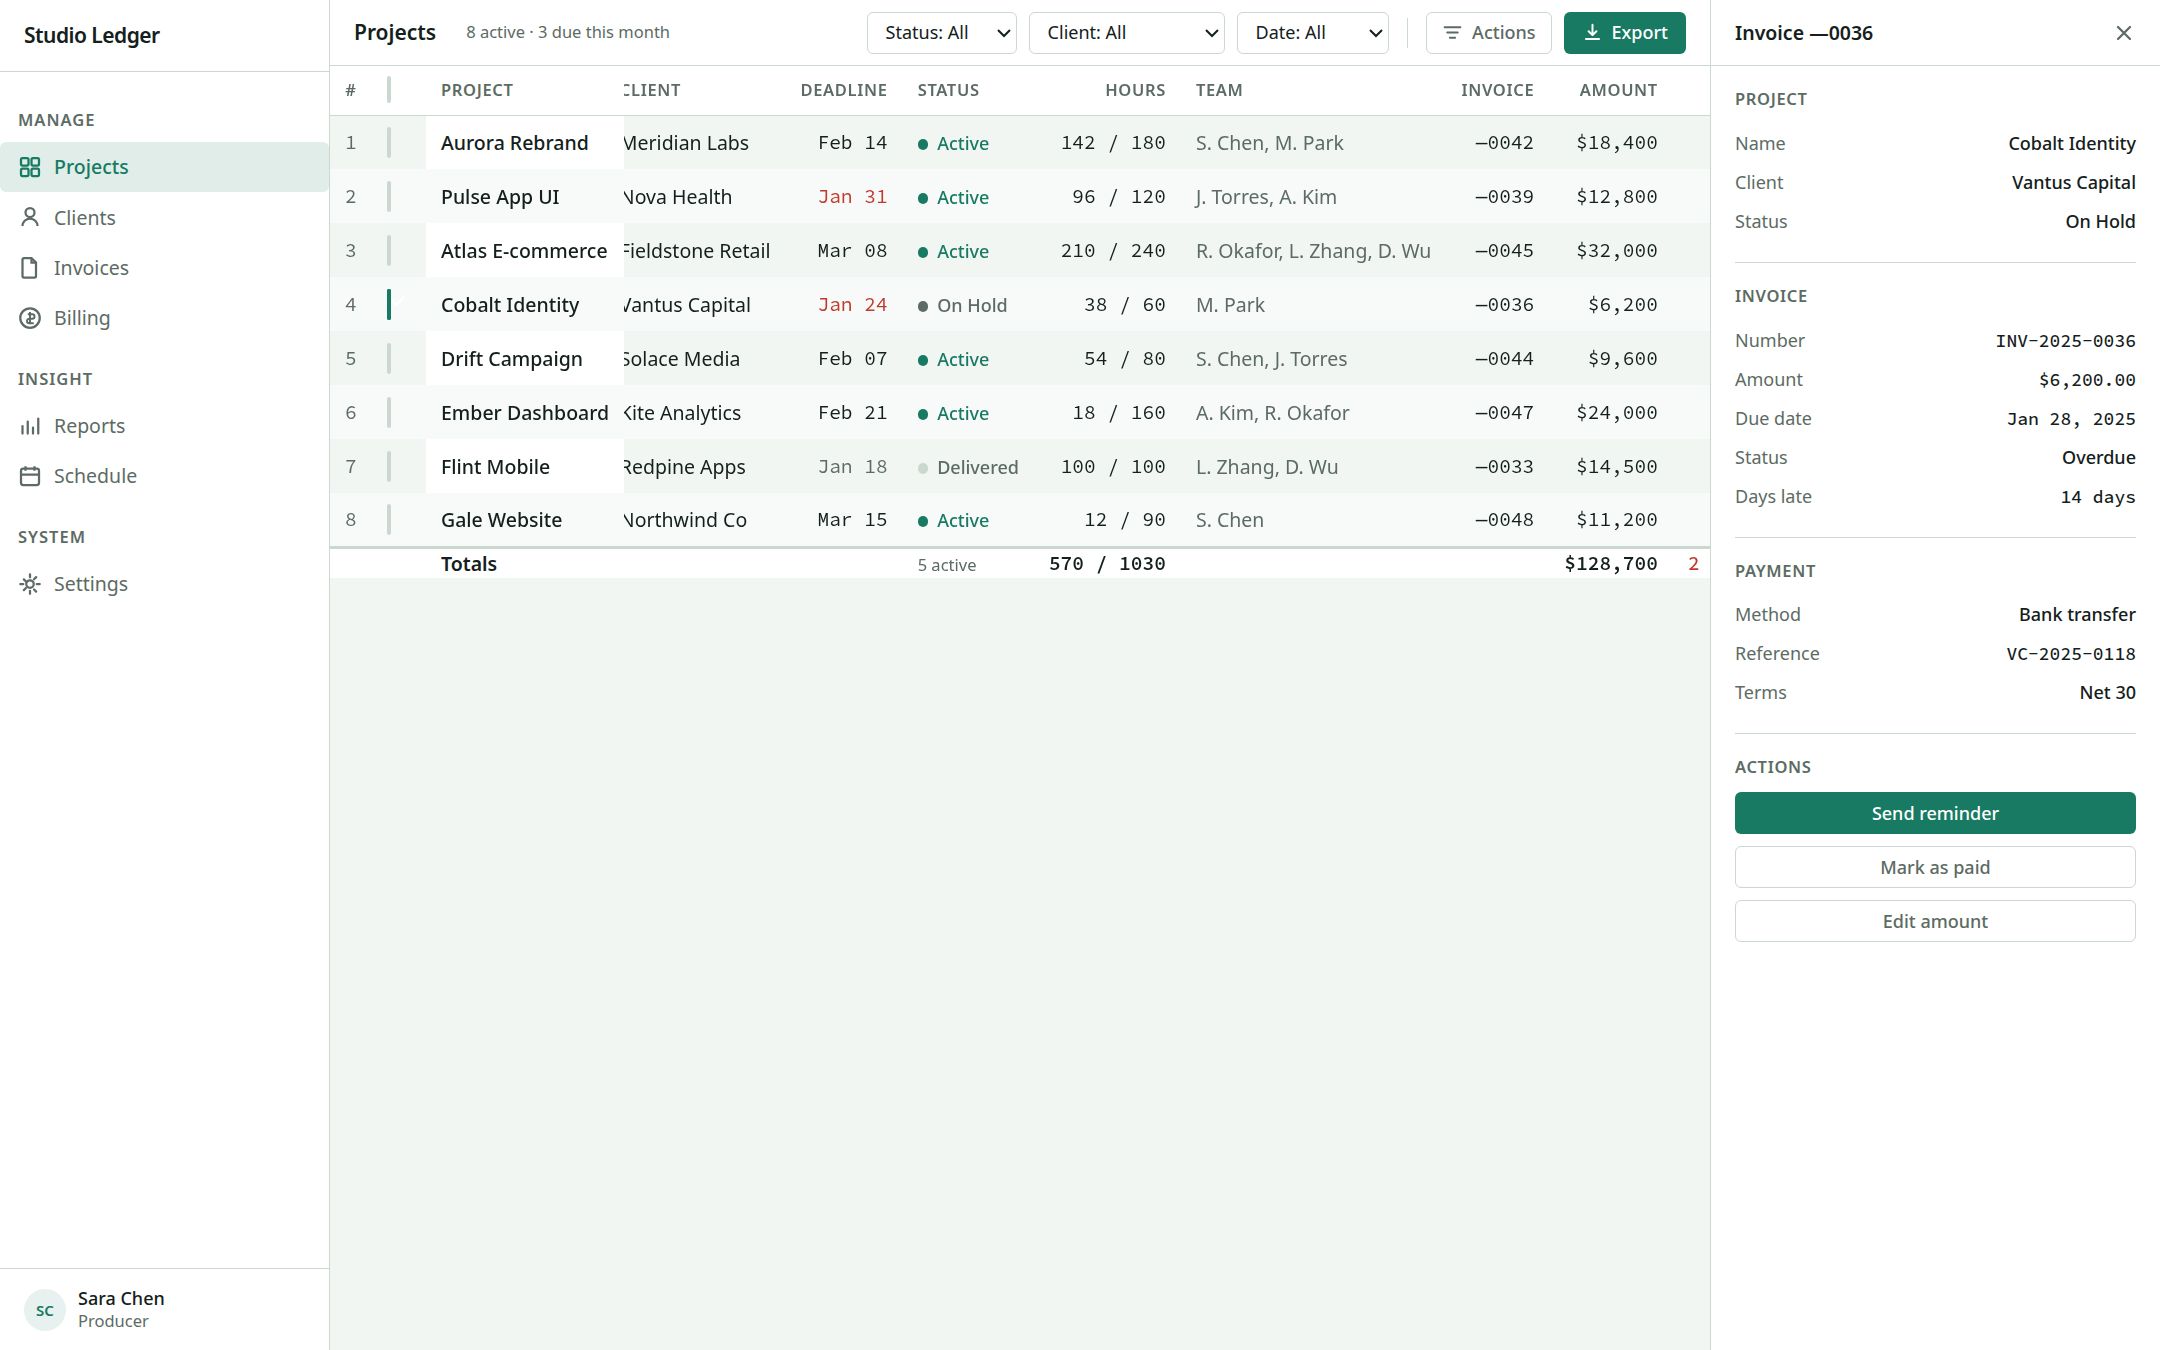 Studio Ledger
MANAGE
Projects
Clients
Invoices
Billing
INSIGHT
Reports
Schedule
SYSTEM
Settings
SC
Sara Chen
Producer
Projects 8 active · 3 due this month Status: All Client: All Date: All Actions Export
# PROJECT CLIENT DEADLINE STATUS HOURS TEAM INVOICE AMOUNT
1 Aurora Rebrand Meridian Labs Feb 14 Active 142 / 180 S. Chen, M. Park —0042 $18,400
2 Pulse App UI Nova Health Jan 31 Active 96 / 120 J. Torres, A. Kim —0039 $12,800
3 Atlas E-commerce Fieldstone Retail Mar 08 Active 210 / 240 R. Okafor, L. Zhang, D. Wu —0045 $32,000
4 Cobalt Identity Vantus Capital Jan 24 On Hold 38 / 60 M. Park —0036 $6,200
5 Drift Campaign Solace Media Feb 07 Active 54 / 80 S. Chen, J. Torres —0044 $9,600
6 Ember Dashboard Kite Analytics Feb 21 Active 18 / 160 A. Kim, R. Okafor —0047 $24,000
7 Flint Mobile Redpine Apps Jan 18 Delivered 100 / 100 L. Zhang, D. Wu —0033 $14,500
8 Gale Website Northwind Co Mar 15 Active 12 / 90 S. Chen —0048 $11,200
Totals 5 active 570 / 1030 $128,700 2
Invoice —0036
PROJECT
Name Cobalt Identity
Client Vantus Capital
Status On Hold
INVOICE
Number INV-2025-0036
Amount $6,200.00
Due date Jan 28, 2025
Status Overdue
Days late 14 days
PAYMENT
Method Bank transfer
Reference VC-2025-0118
Terms Net 30
ACTIONS
Send reminder
Mark as paid
Edit amount